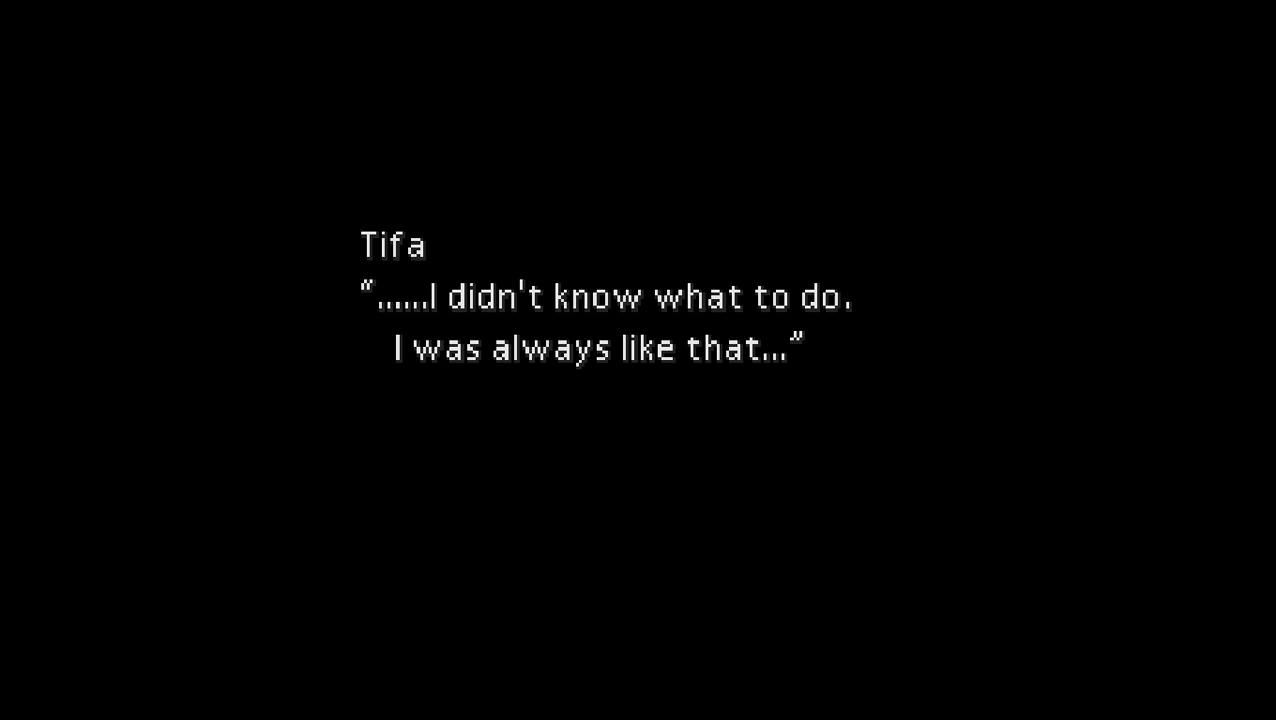 Tifa
“......I didn't know what to do.
I was always like that...”